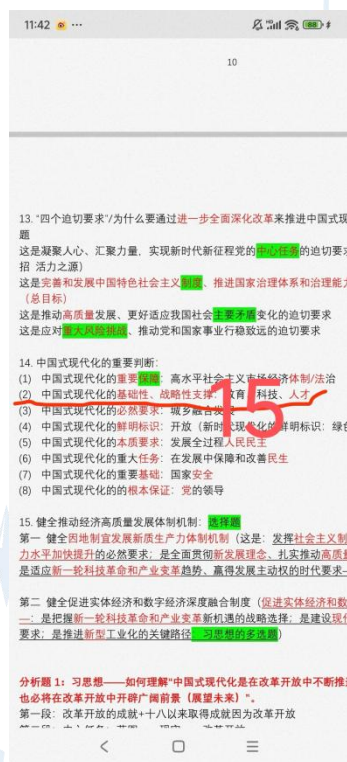 11:42
10
13. “四个迫切要求”/为什么要通过进一步全面深化改革来推进中国式现
题
这是凝聚人心、汇聚力量，实现新时代新征程党的中心任务的迫切要求
招 活力之源）
这是完善和发展中国特色社会主义制度、推进国家治理体系和治理能力
（总目标）
这是推动高质量发展、更好适应我国社会主要矛盾变化的迫切要求
这是应对重大风险挑战、推动党和国家事业行稳致远的迫切要求
14. 中国式现代化的重要判断:
(1) 中国式现代化的重要保障: 高水平社会主义市场经济体制/法治
(2) 中国式现代化的基础性、战略性支撑: 教育、科技、人才
(3) 中国式现代化的必然要求: 城乡融合发展
(4) 中国式现代化的鲜明标识: 开放（新时代现代化的鲜明标识: 绿色
(5) 中国式现代化的本质要求: 发展全过程人民民主
(6) 中国式现代化的重大任务: 在发展中保障和改善民生
(7) 中国式现代化的重要基础: 国家安全
(8) 中国式现代化的的根本保证: 党的领导
15
15. 健全推动经济高质量发展体制机制: 选择题
第一 健全因地制宜发展新质生产力体制机制（这是: 发挥社会主义制
力水平加快提升的必然要求; 是全面贯彻新发展理念、扎实推动高质量
是适应新一轮科技革命和产业变革趋势、赢得发展主动权的时代要求—
第二 健全促进实体经济和数字经济深度融合制度（促进实体经济和数
—: 是把握新一轮科技革命和产业变革新机遇的战略选择; 是建设现代
要求; 是推进新型工业化的关键路径: 习思想的多选题）
分析题 1: 习思想——如何理解“中国式现代化是在改革开放中不断推
也必将在改革开放中开辟广阔前景（展望未来）”。
第一段: 改革开放的成就+十八以来取得成就因为改革开放